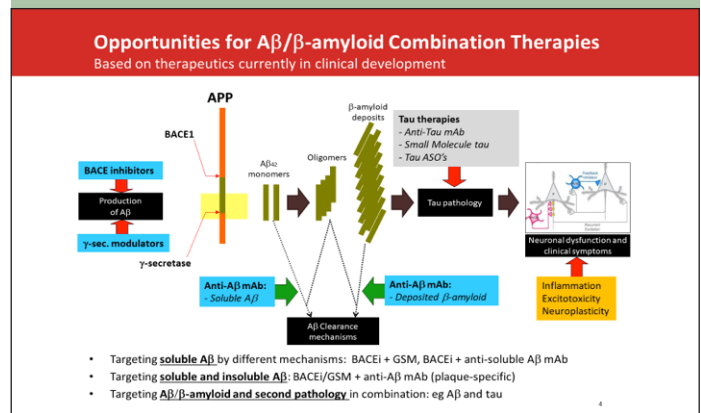 Opportunities for Aβ/β-amyloid Combination Therapies
Based on therapeutics currently in clinical development
APP
BACE1
BACE inhibitors
Production
of Aβ
γ-sec. modulators
γ-secretase
Aβ42
monomers
Oligomers
β-amyloid
deposits
Tau therapies
- Anti-Tau mAb
- Small Molecule tau
- Tau ASO's
Tau pathology
Neuronal dysfunction and
clinical symptoms
Anti-Aβ mAb:
- Soluble Aβ
Anti-Aβ mAb:
- Deposited β-amyloid
Aβ Clearance
mechanisms
Inflammation
Excitotoxicity
Neuroplasticity
• Targeting soluble Aβ by different mechanisms: BACEi + GSM, BACEi + anti-soluble Aβ mAb
• Targeting soluble and insoluble Aβ: BACEi/GSM + anti-Aβ mAb (plaque-specific)
• Targeting Aβ/β-amyloid and second pathology in combination: eg Aβ and tau
4